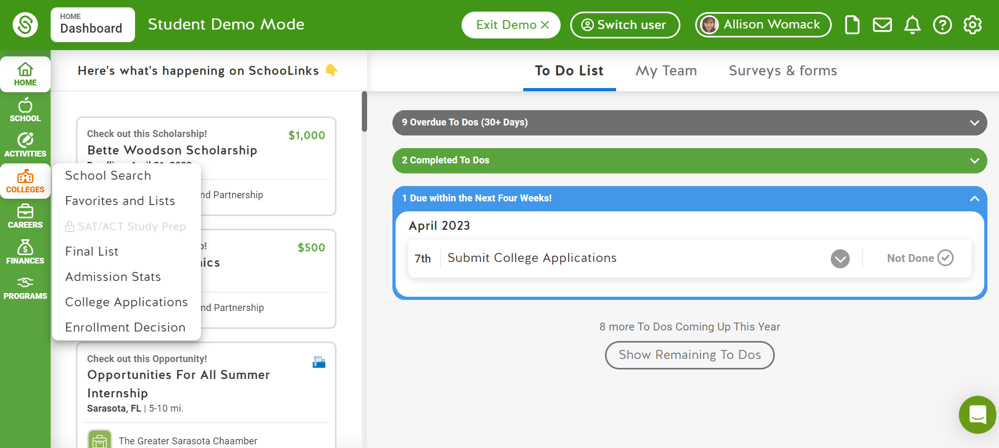 HOME
Dashboard
Student Demo Mode
Exit Demo
Switch user
Allison Womack
HOME
SCHOOL
ACTIVITIES
COLLEGES
CAREERS
FINANCES
PROGRAMS
Here's what's happening on SchooLinks
Check out this Scholarship!
$1,000
Bette Woodson Scholarship
nd Partnership
p!
$500
ics
nd Partnership
School Search
Favorites and Lists
SAT/ACT Study Prep
Final List
Admission Stats
College Applications
Enrollment Decision
Check out this Opportunity!
Opportunities For All Summer
Internship
Sarasota, FL | 5-10 mi.
The Greater Sarasota Chaamber
To Do List
My Team
Surveys & forms
9 Overdue To Dos (30+ Days)
2 Completed To Dos
1 Due within the Next Four Weeks!
April 2023
7th
Submit College Applications
Not Done
8 more To Dos Coming Up This Year
Show Remaining To Dos